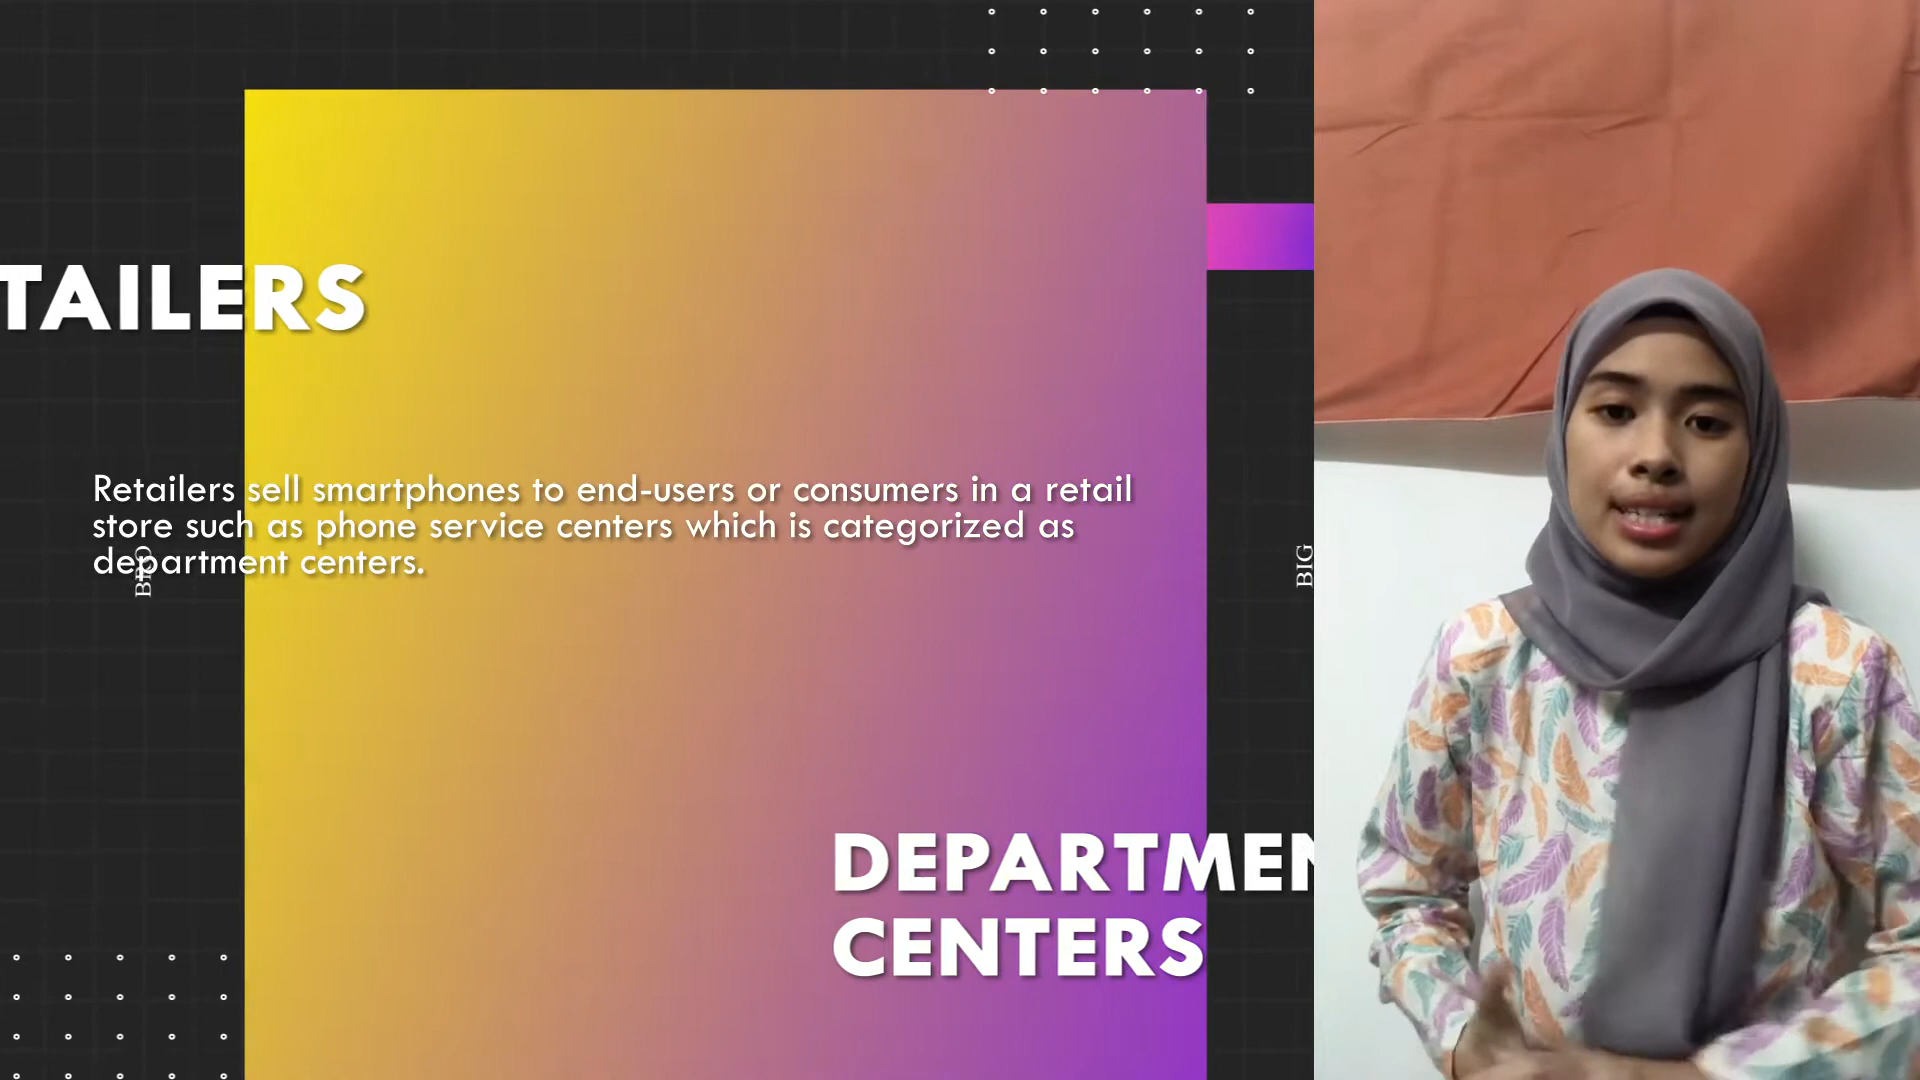 TAILERS
Retailers sell smartphones to end-users or consumers in a retail
store such as phone service centers which is categorized as
department centers.
BIG
DEPARTMEN
CENTERS